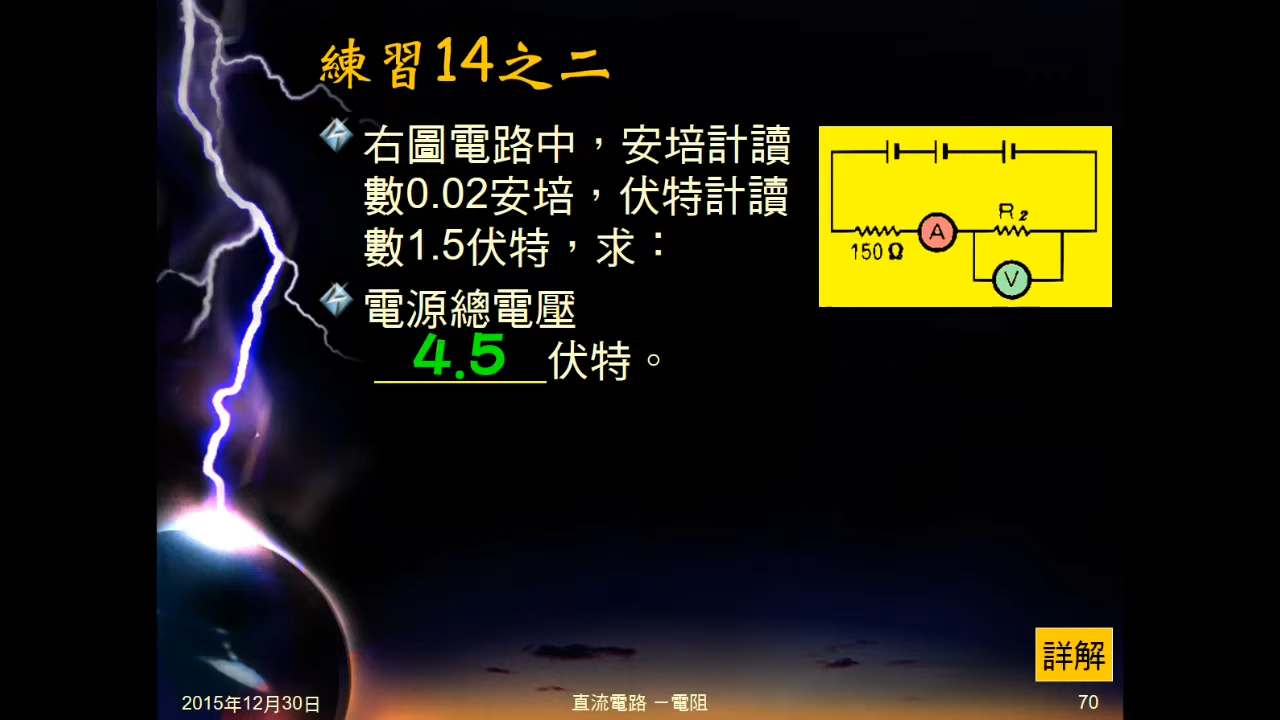 練習14之二
右圖電路中，安培計讀
數0.02安培，伏特計讀
數1.5伏特，求：
電源總電壓
4.5伏特。
R2
A
150Ω
V
詳解
2015年12月30日
直流電路 －電阻
70